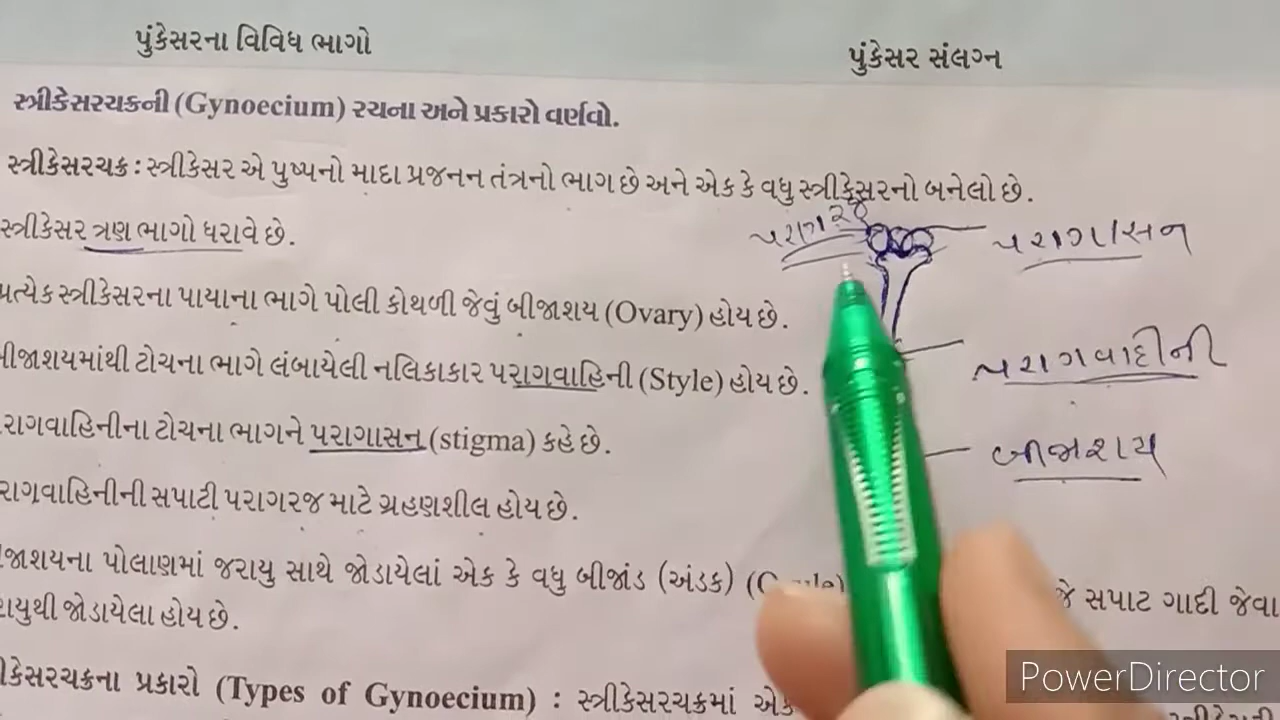 પુંકેસરના વિવિધ ભાગો
પુંકેસર સંલગ્ન
સ્ત્રીકેસરચક્રની (Gynoecium) રચના અને પ્રકારો વર્ણવો.
સ્ત્રીકેસરચક્ર : સ્ત્રીકેસર એ પુષ્પનો માદા પ્રજનન તંત્રનો ભાગ છે અને એક કે વધુ સ્ત્રીકેસરનો બનેલો છે.
સ્ત્રીકેસર ત્રણ ભાગો ધરાવે છે.
પરાગરજ
પરાગાસન
પ્રત્યેક સ્ત્રીકેસરના પાયાના ભાગે પોલી કોથળી જેવું બીજાશય (Ovary) હોય છે.
બીજાશયમાંથી ટોચના ભાગે લંબાયેલી નલિકાકાર પરાગવાહિની (Style) હોય છે.
પરાગવાહીની
રાગવાહિનીના ટોચના ભાગને પરાગાસન (stigma) કહે છે.
બીજાશય
રાગવાહિનીની સપાટી પરાગરજ માટે ગ્રહણશીલ હોય છે.
જાશયના પોલાણમાં જરાયુ સાથે જોડાયેલાં એક કે વધુ બીજાંડ (અંડક) જે સપાટ ગાદી જેવા
રાયુથી જોડાયેલા હોય છે.
કેસરચક્રના પ્રકારો (Types of Gynoecium) : સ્ત્રીકેસરચક્રમાં એક
PowerDirector